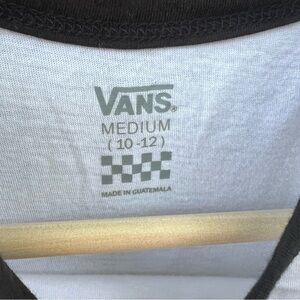 VANS®
MEDIUM
(10-12)
MADE IN GUATEMALA